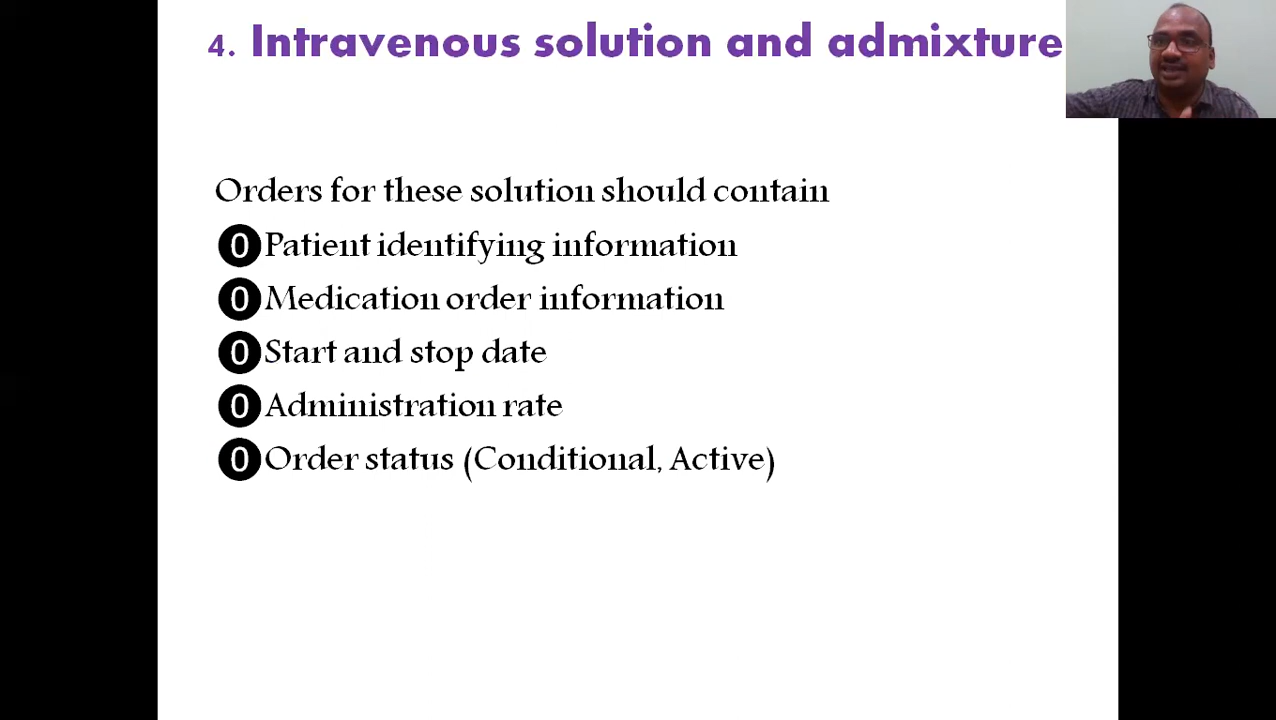 4. Intravenous solution and admixture
Orders for these solution should contain
0 Patient identifying information
0 Medication order information
0 Start and stop date
0 Administration rate
0 Order status (Conditional, Active)